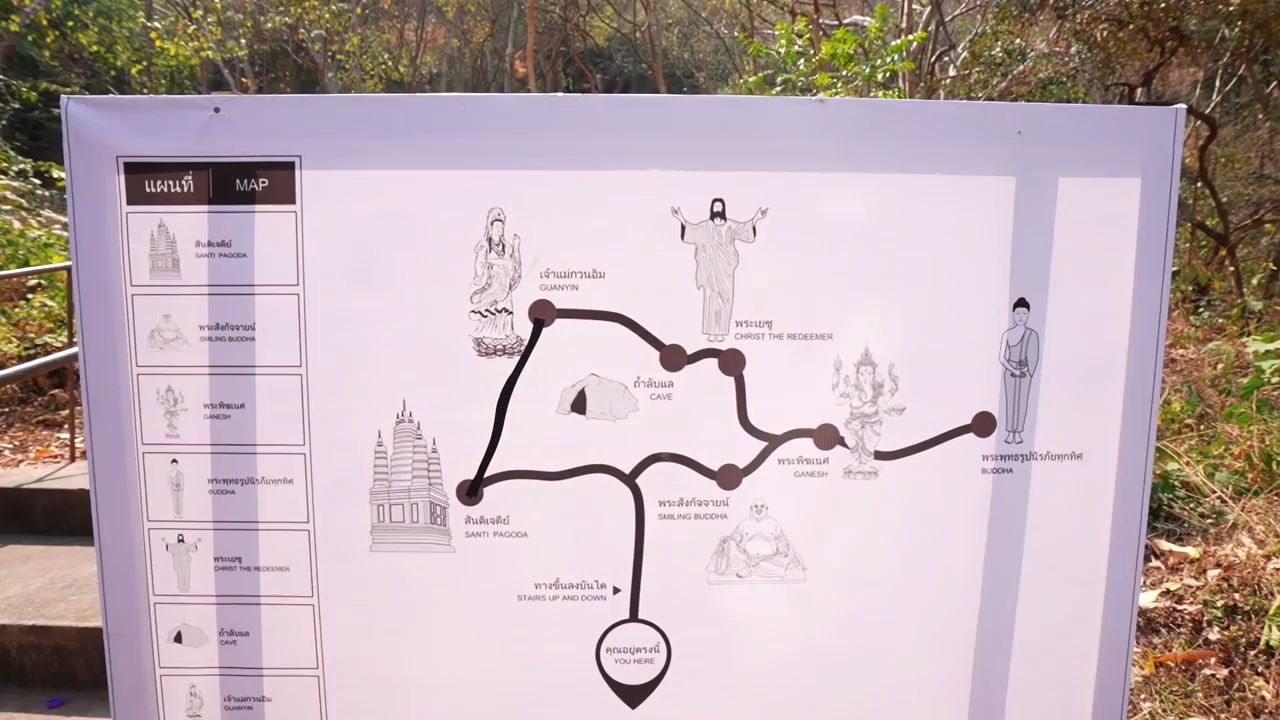 แผนที่ | MAP
สันติเจดีย์
SANTI PAGODA
พระสังกัจจายน์
SMILING BUDDHA
พระพิฆเนศ
GANESH
พระพุทธรูปนิรภัยทุกทิศ
BUDDHA
พระเยซู
CHRIST THE REDEEMER
ถ้ำลับแล
CAVE
เจ้าแม่กวนอิม
GUANYIN
เจ้าแม่กวนอิม
GUANYIN
พระเยซู
CHRIST THE REDEEMER
ถ้ำลับแล
CAVE
พระพิฆเนศ
GANESH
พระพุทธรูปนิรภัยทุกทิศ
BUDDHA
พระสังกัจจายน์
SMILING BUDDHA
สันติเจดีย์
SANTI PAGODA
ทางขึ้นลงบันได
STAIRS UP AND DOWN
คุณอยู่ตรงนี้
YOU HERE